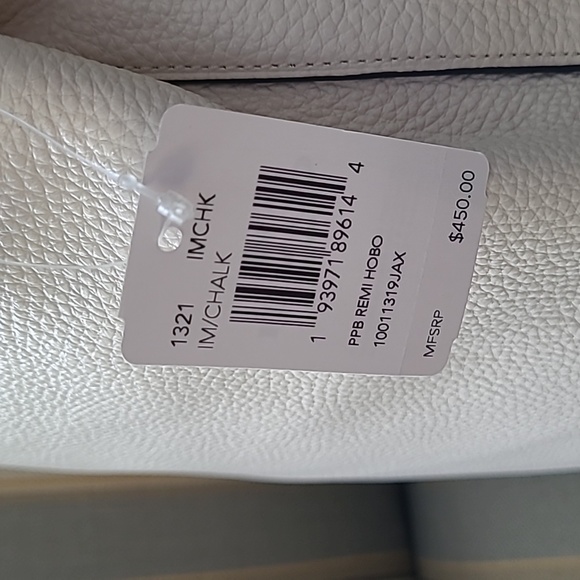 1321 IMCHK
IM/CHALK
1 93971 89614 4
PPB REMI HOBO
10011319JAX
MFSRP $450.00